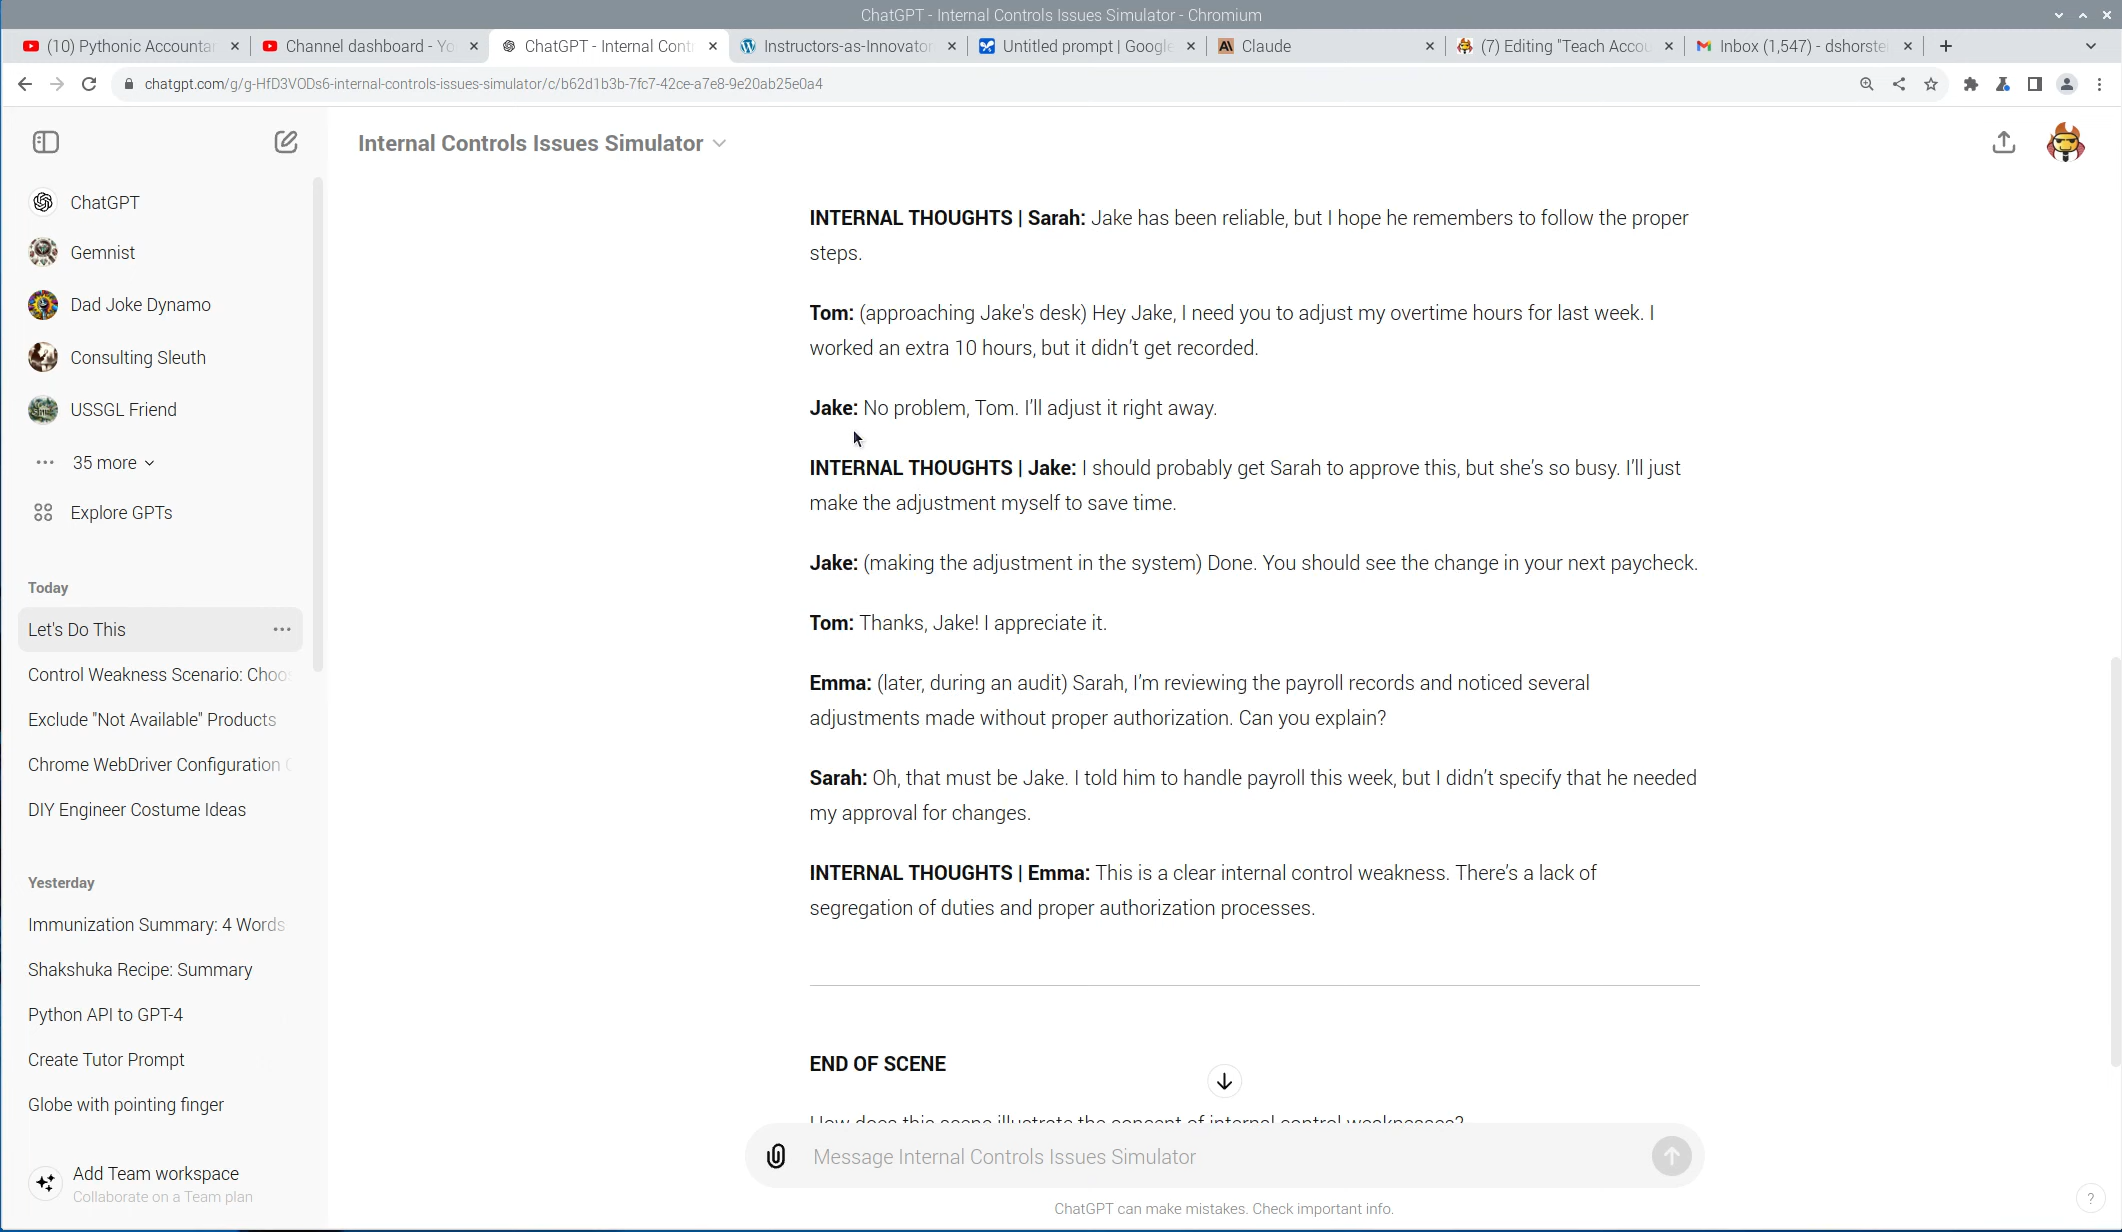 ChatGPT - Internal Controls Issues Simulator - Chromium
(10) Pythonic Accounta
Channel dashboard - Yo
ChatGPT - Internal Cont
Instructors-as-Innovator
Untitled prompt | Google
Claude
(7) Editing "Teach Accou
Inbox (1,547) - dshorste
chatgpt.com/g/g-HfD3VODs6-internal-controls-issues-simulator/c/b62d1b3b-7fc7-42ce-a7e8-9e20ab25e0a4
Internal Controls Issues Simulator
ChatGPT
Gemnist
Dad Joke Dynamo
Consulting Sleuth
USSGL Friend
35 more
Explore GPTs
Today
Let's Do This
Control Weakness Scenario: Choo
Exclude "Not Available" Products
Chrome WebDriver Configuration
DIY Engineer Costume Ideas
Yesterday
Immunization Summary: 4 Words
Shakshuka Recipe: Summary
Python API to GPT-4
Create Tutor Prompt
Globe with pointing finger
Add Team workspace
Collaborate on a Team plan
INTERNAL THOUGHTS | Sarah: Jake has been reliable, but I hope he remembers to follow the proper
steps.
Tom: (approaching Jake's desk) Hey Jake, I need you to adjust my overtime hours for last week. I
worked an extra 10 hours, but it didn't get recorded.
Jake: No problem, Tom. I'll adjust it right away.
INTERNAL THOUGHTS | Jake: I should probably get Sarah to approve this, but she's so busy. I'll just
make the adjustment myself to save time.
Jake: (making the adjustment in the system) Done. You should see the change in your next paycheck.
Tom: Thanks, Jake! I appreciate it.
Emma: (later, during an audit) Sarah, I'm reviewing the payroll records and noticed several
adjustments made without proper authorization. Can you explain?
Sarah: Oh, that must be Jake. I told him to handle payroll this week, but I didn't specify that he needed
my approval for changes.
INTERNAL THOUGHTS | Emma: This is a clear internal control weakness. There's a lack of
segregation of duties and proper authorization processes.
END OF SCENE
How does this scene illustrate the concept of internal control weaknesses?
Message Internal Controls Issues Simulator
ChatGPT can make mistakes. Check important info.
?